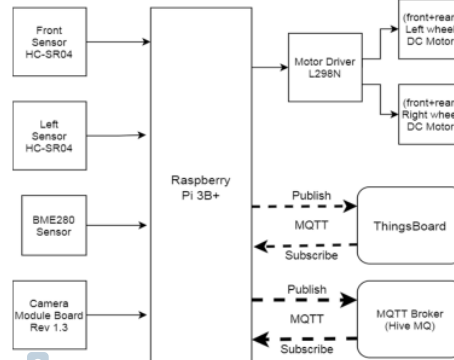 Front
Sensor
HC-SR04
Left
Sensor
HC-SR04
BME280
Sensor
Camera
Module Board
Rev 1.3
Raspberry
Pi 3B+
Motor Driver
L298N
(front+rear
Left whee
DC Motor
(front+rear
Right whee
DC Motor
Publish
MQTT
Subscribe
ThingsBoard
Publish
MQTT
Subscribe
MQTT Broker
(Hive MQ)